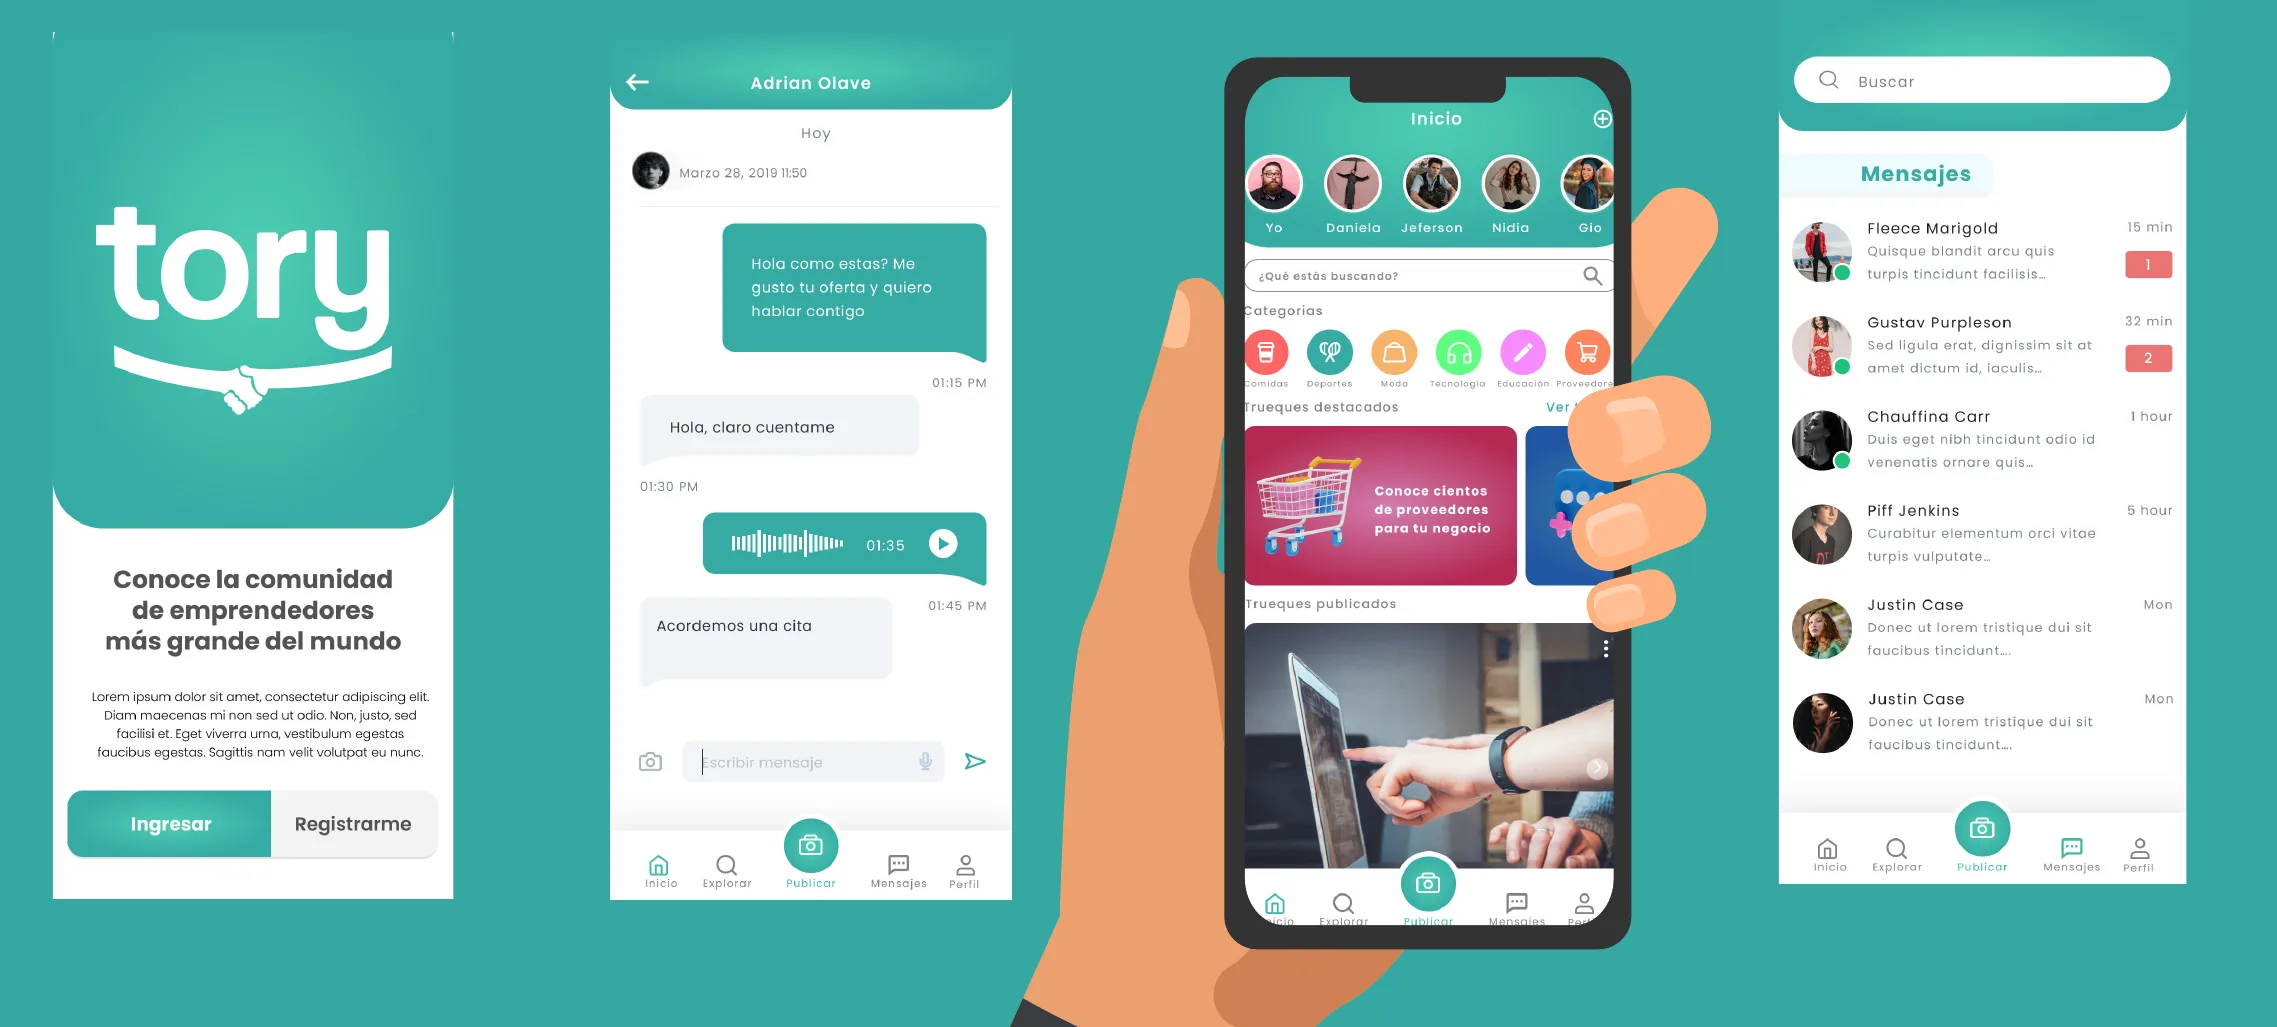 tory
Conoce la comunidad
de emprendedores
más grande del mundo
Lorem ipsum dolor sit amet, consectetur adipiscing elit.
Diam maecenas mi non sed ut odio. Non, justo, sed
facilisi et. Eget viverra urna, vestibulum egestas
faucibus egestas. Sagittis nam velit volutpat eu nunc.
Ingresar
Registrarme
Adrian Olave
Hoy
Marzo 28, 2019 11:50
Hola como estas? Me
gusto tu oferta y quiero
hablar contigo
01:15 PM
Hola, claro cuentame
01:30 PM
01:35
01:45 PM
Acordemos una cita
Escribir mensaje
Inicio
Explorar
Publicar
Mensajes
Perfil
Inicio
Yo
Daniela
Jeferson
Nidia
Gio
¿Qué estás buscando?
Categorias
Comidas
Deportes
Moda
Tecnología
Educación
Proveedore
Trueques destacados
Ver
Conoce cientos
de proveedores
para tu negocio
Trueques publicados
Inicio
Explorar
Publicar
Mensajes
Buscar
Mensajes
Fleece Marigold
15 min
Quisque blandit arcu quis
turpis tincidunt facilisis…
1
Gustav Purpleson
32 min
Sed ligula erat, dignissim sit at
amet dictum id, iaculis…
2
Chauffina Carr
1 hour
Duis eget nibh tincidunt odio id
venenatis ornare quis…
Piff Jenkins
5 hour
Curabitur elementum orci vitae
turpis vulputate…
Justin Case
Mon
Donec ut lorem tristique dui sit
faucibus tincidunt….
Justin Case
Mon
Donec ut lorem tristique dui sit
faucibus tincidunt….
Inicio
Explorar
Publicar
Mensajes
Perfil